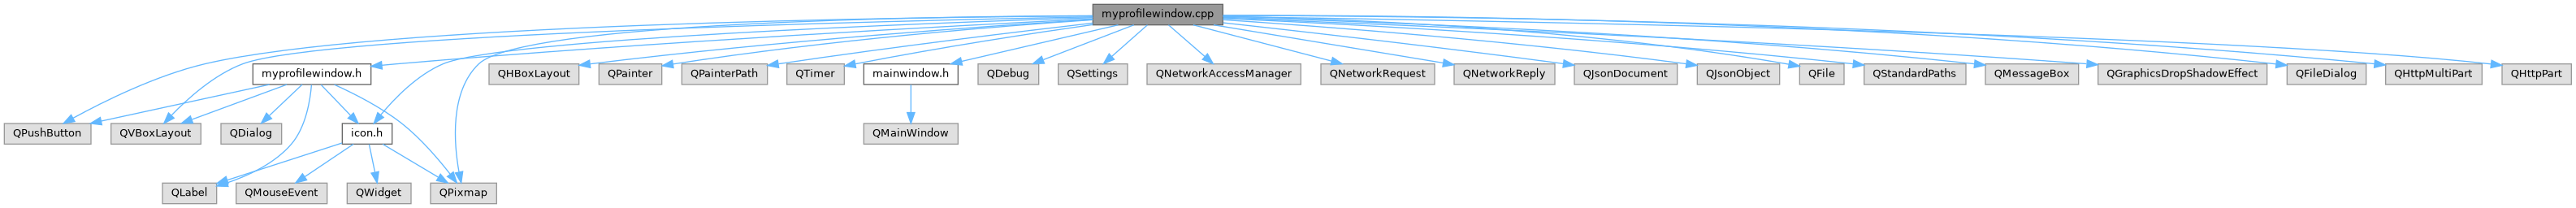 myprofilewindow.cpp
myprofilewindow.h
QHBoxLayout
QPainter
QPainterPath
QTimer
mainwindow.h
QDebug
QSettings
QNetworkAccessManager
QNetworkRequest
QNetworkReply
QJsonDocument
QJsonObject
QFile
QStandardPaths
QMessageBox
QGraphicsDropShadowEffect
QFileDialog
QHttpMultiPart
QHttpPart
QPushButton
QVBoxLayout
QDialog
icon.h
QMainWindow
QLabel
QMouseEvent
QWidget
QPixmap